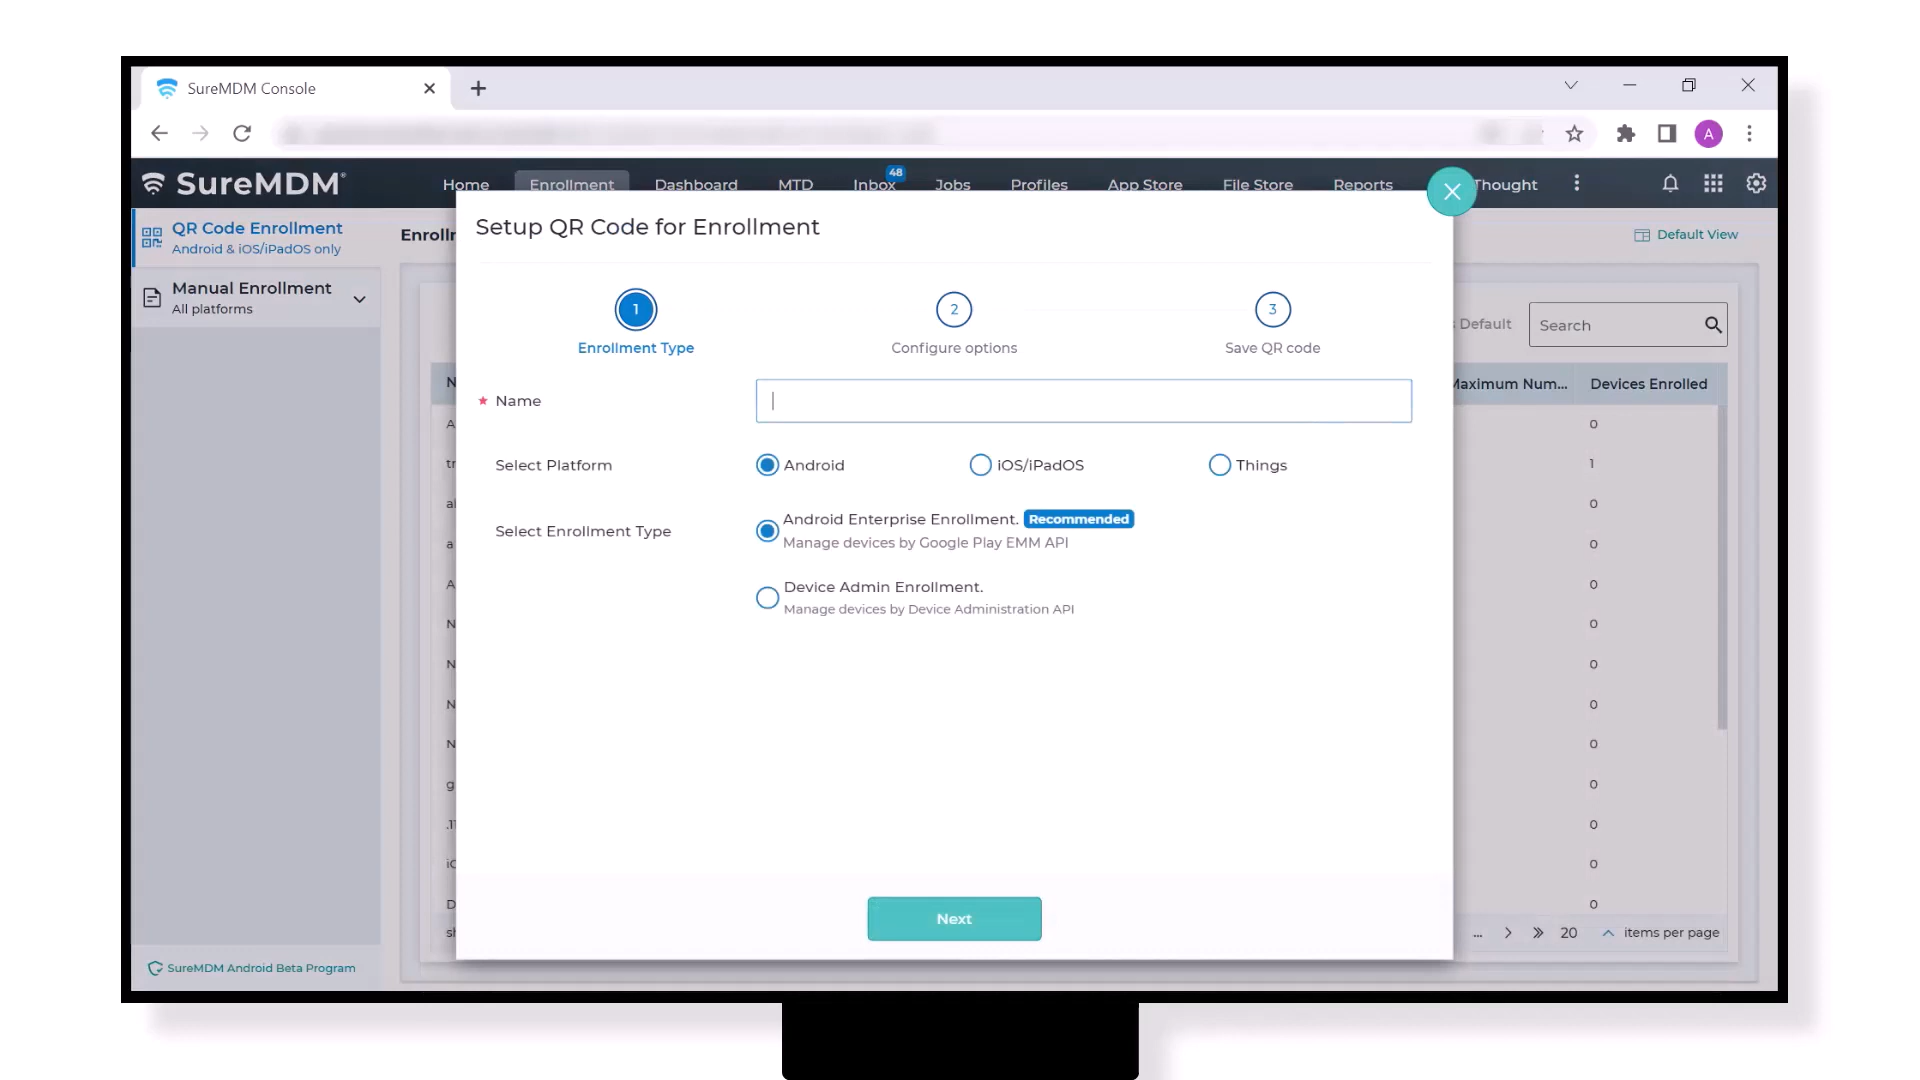 SureMDM Console
A
SureMDM
Home Enrollment Dashboard MTD Inbox 48 Jobs Profiles App Store File Store Reports Thought
QR Code Enrollment
Android & iOS/iPadOS only
Manual Enrollment
All platforms
SureMDM Android Beta Program
Default View
Default
Search
Devices Enrolled
0
1
0
0
0
0
0
0
0
0
0
0
0
... 20 items per page
Setup QR Code for Enrollment
1 2 3
Enrollment Type Configure options Save QR code
* Name
Select Platform Android iOS/iPadOS Things
Select Enrollment Type
Android Enterprise Enrollment. Recommended
Manage devices by Google Play EMM API
Device Admin Enrollment.
Manage devices by Device Administration API
Next